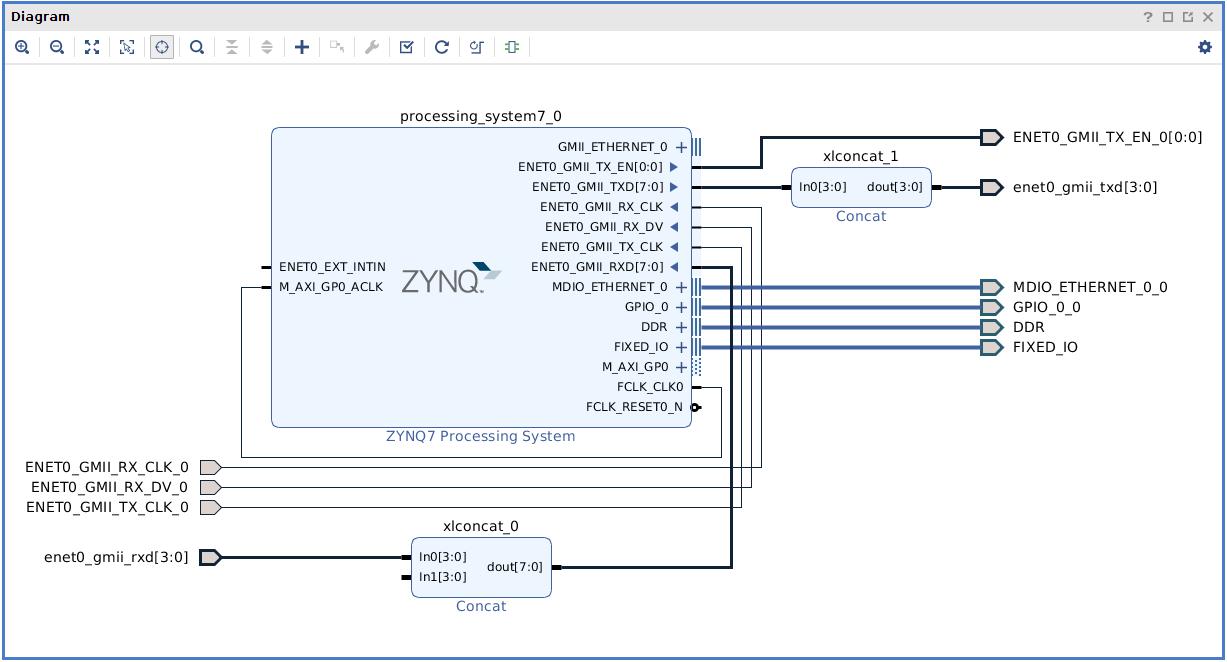 Diagram
?
processing_system7_0
GMII_ETHERNET_0
ENET0_GMII_TX_EN[0:0]
ENET0_GMII_TXD[7:0]
ENET0_GMII_RX_CLK
ENET0_GMII_RX_DV
ENET0_GMII_TX_CLK
ENET0_GMII_RXD[7:0]
MDIO_ETHERNET_0
GPIO_0
DDR
FIXED_IO
M_AXI_GP0
FCLK_CLK0
FCLK_RESET0_N
ENET0_EXT_INTIN
M_AXI_GP0_ACLK
ZYNQ
ZYNQ7 Processing System
xlconcat_1
In0[3:0] dout[3:0]
Concat
ENET0_GMII_TX_EN_0[0:0]
enet0_gmii_txd[3:0]
MDIO_ETHERNET_0_0
GPIO_0_0
DDR
FIXED_IO
ENET0_GMII_RX_CLK_0
ENET0_GMII_RX_DV_0
ENET0_GMII_TX_CLK_0
enet0_gmii_rxd[3:0]
xlconcat_0
In0[3:0]
In1[3:0]
dout[7:0]
Concat